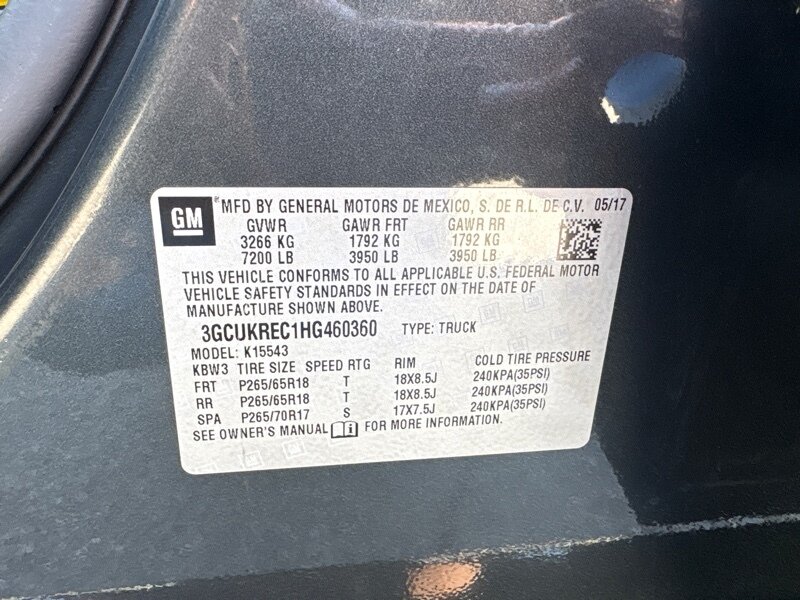 GM ® MFD BY GENERAL MOTORS DE MEXICO, S. DE R.L. DE C.V. 05/17
GVWR GAWR FRT GAWR RR
3266 KG 1792 KG 1792 KG
7200 LB 3950 LB 3950 LB
THIS VEHICLE CONFORMS TO ALL APPLICABLE U.S. FEDERAL MOTOR
VEHICLE SAFETY STANDARDS IN EFFECT ON THE DATE OF
MANUFACTURE SHOWN ABOVE.
3GCUKREC1HG460360 TYPE: TRUCK
MODEL: K15543
KBW3 TIRE SIZE SPEED RTG RIM COLD TIRE PRESSURE
FRT P265/65R18 T 18X8.5J 240KPA(35PSI)
RR P265/65R18 T 18X8.5J 240KPA(35PSI)
SPA P265/70R17 S 17X7.5J 240KPA(35PSI)
SEE OWNER'S MANUAL FOR MORE INFORMATION.